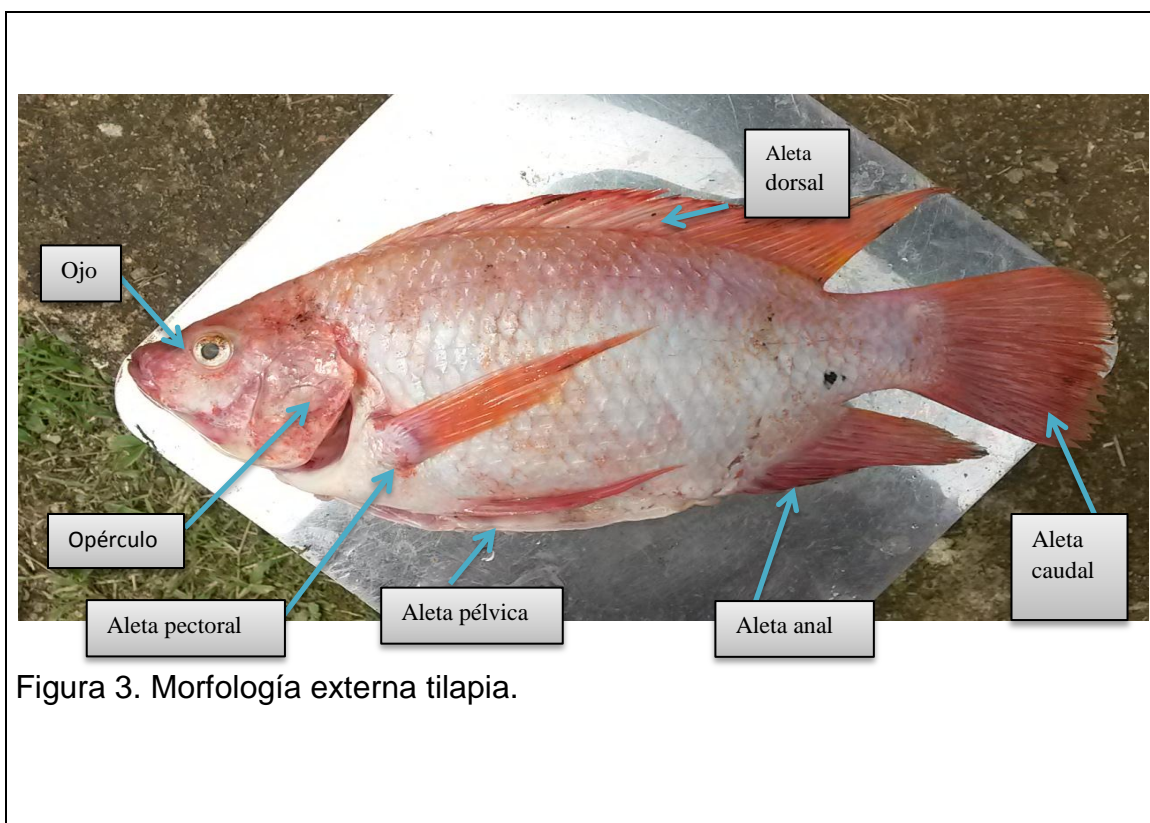 Aleta
dorsal
Ojo
Opérculo
Aleta
caudal
Aleta pectoral
Aleta pélvica
Aleta anal
Figura 3. Morfología externa tilapia.